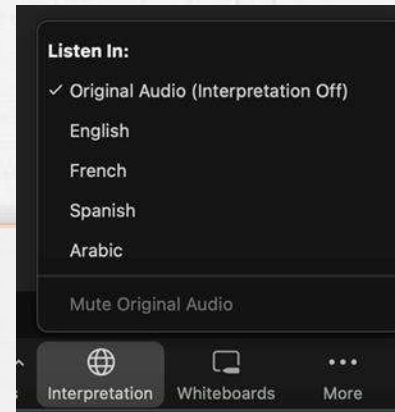 Listen In:
✓ Original Audio (Interpretation Off)
English
French
Spanish
Arabic
Mute Original Audio
s Interpretation Whiteboards More